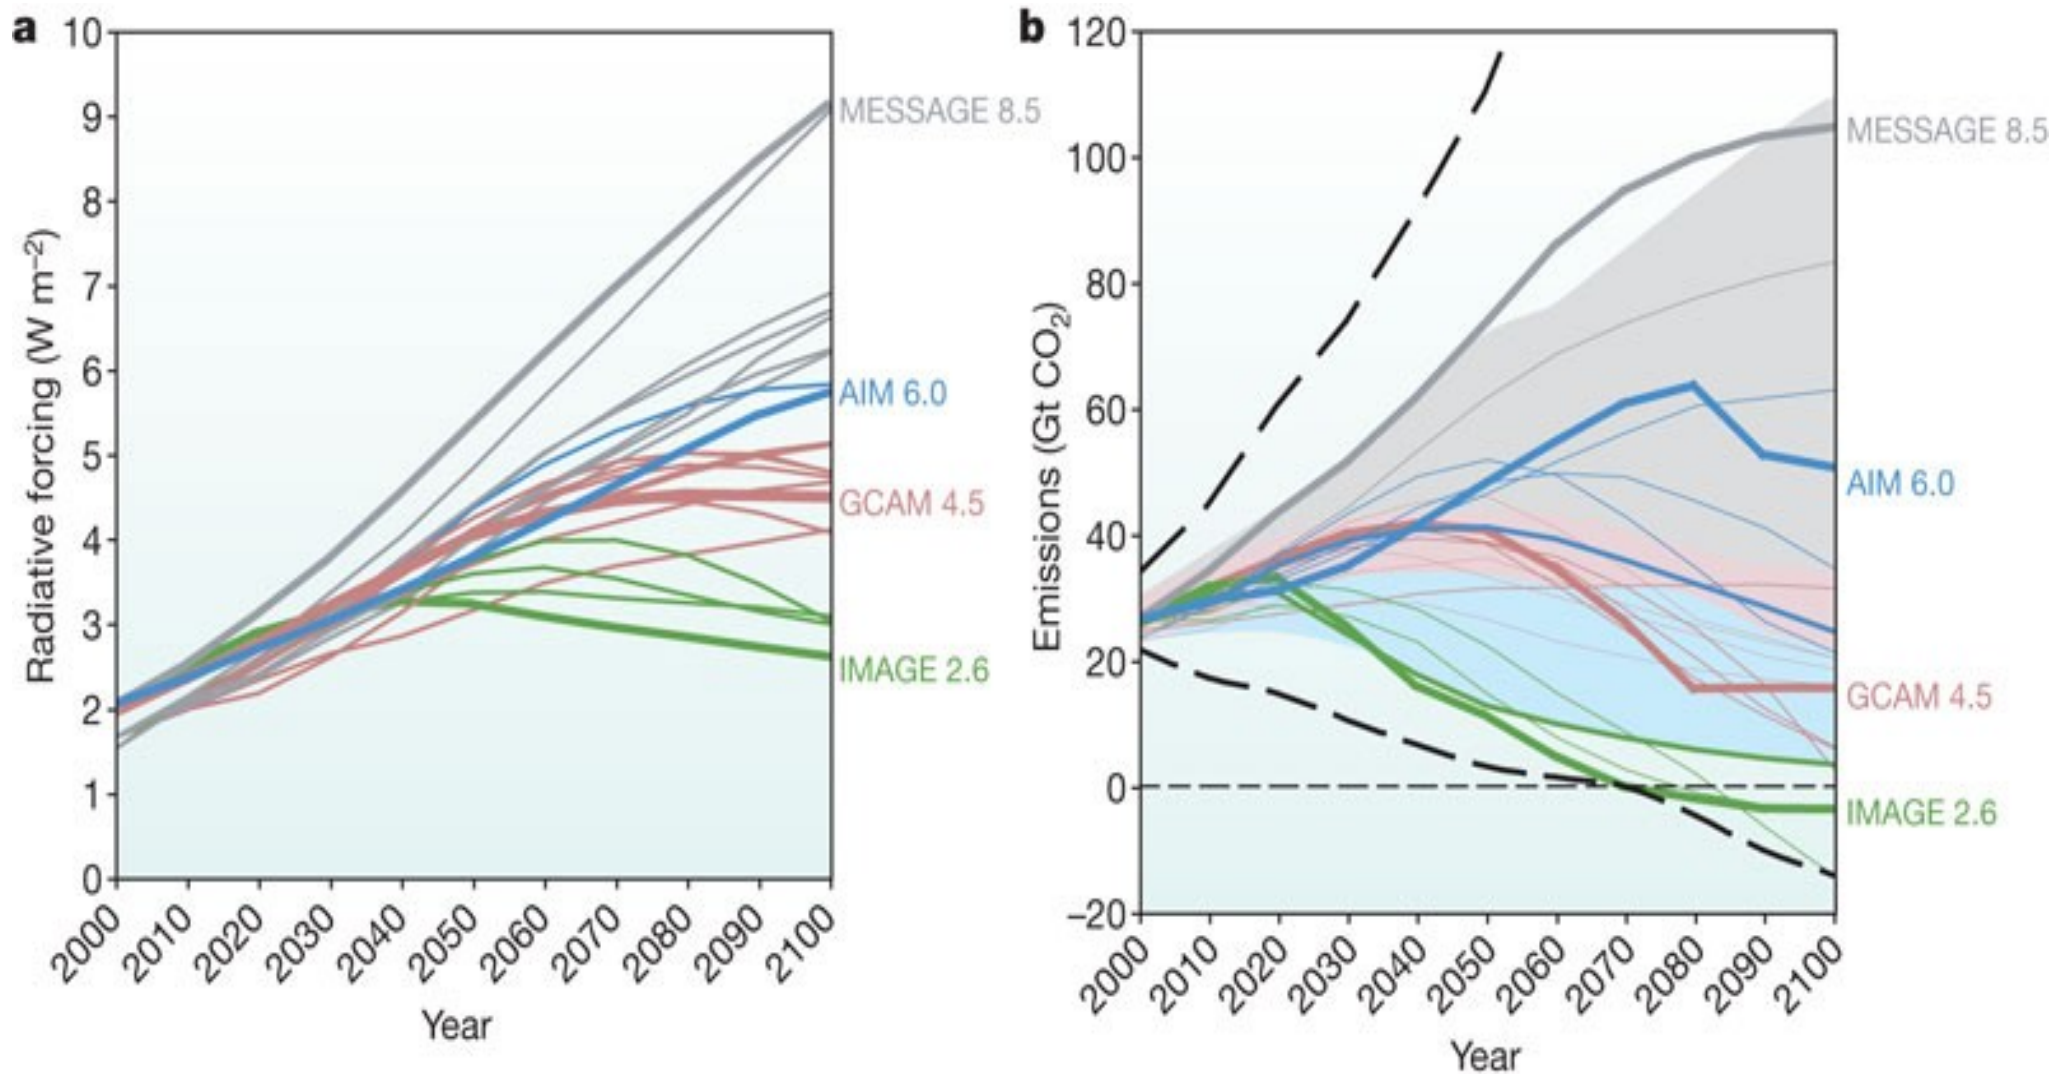 a
10
9
8
7
6
5
4
3
2
1
0
Radiative forcing (W m⁻²)
MESSAGE 8.5
AIM 6.0
GCAM 4.5
IMAGE 2.6
2000
2010
2020
2030
2040
2050
2060
2070
2080
2090
2100
Year
b
120
100
80
60
40
20
0
–20
Emissions (Gt CO₂)
MESSAGE 8.5
AIM 6.0
GCAM 4.5
IMAGE 2.6
2000
2010
2020
2030
2040
2050
2060
2070
2080
2090
2100
Year